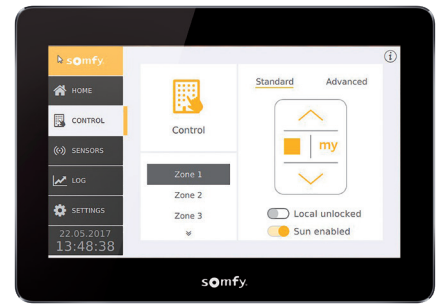 somfy.
HOME
CONTROL
SENSORS
LOG
SETTINGS
22.05.2017
13:48:38
Control
Zone 1
Zone 2
Zone 3
i
Standard
Advanced
my
Local unlocked
Sun enabled
somfy.